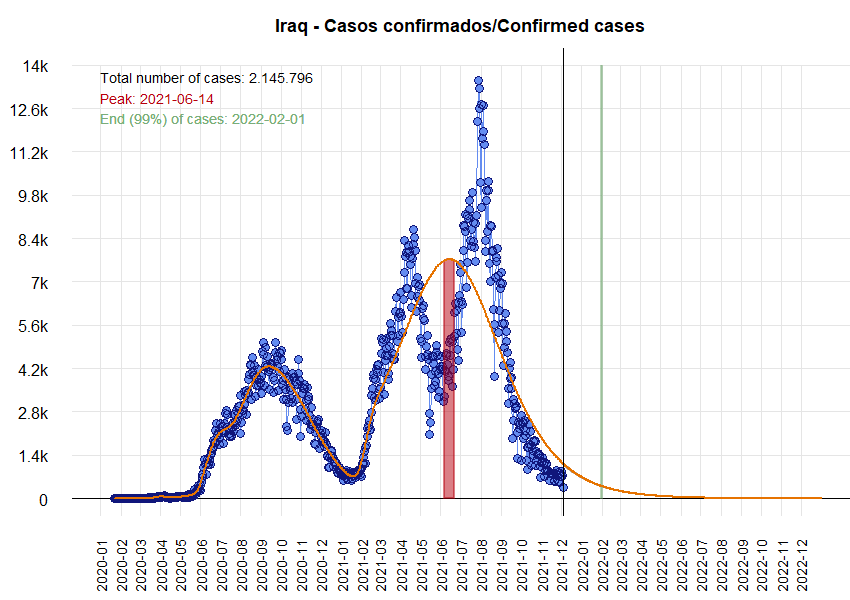 Iraq - Casos confirmados/Confirmed cases
Total number of cases: 2.145.796
Peak: 2021-06-14
End (99%) of cases: 2022-02-01
14k
12.6k
11.2k
9.8k
8.4k
7k
5.6k
4.2k
2.8k
1.4k
0
2020-01
2020-02
2020-03
2020-04
2020-05
2020-06
2020-07
2020-08
2020-09
2020-10
2020-11
2020-12
2021-01
2021-02
2021-03
2021-04
2021-05
2021-06
2021-07
2021-08
2021-09
2021-10
2021-11
2021-12
2022-02
2022-03
2022-04
2022-05
2022-06
2022-07
2022-08
2022-09
2022-10
2022-11
2022-12